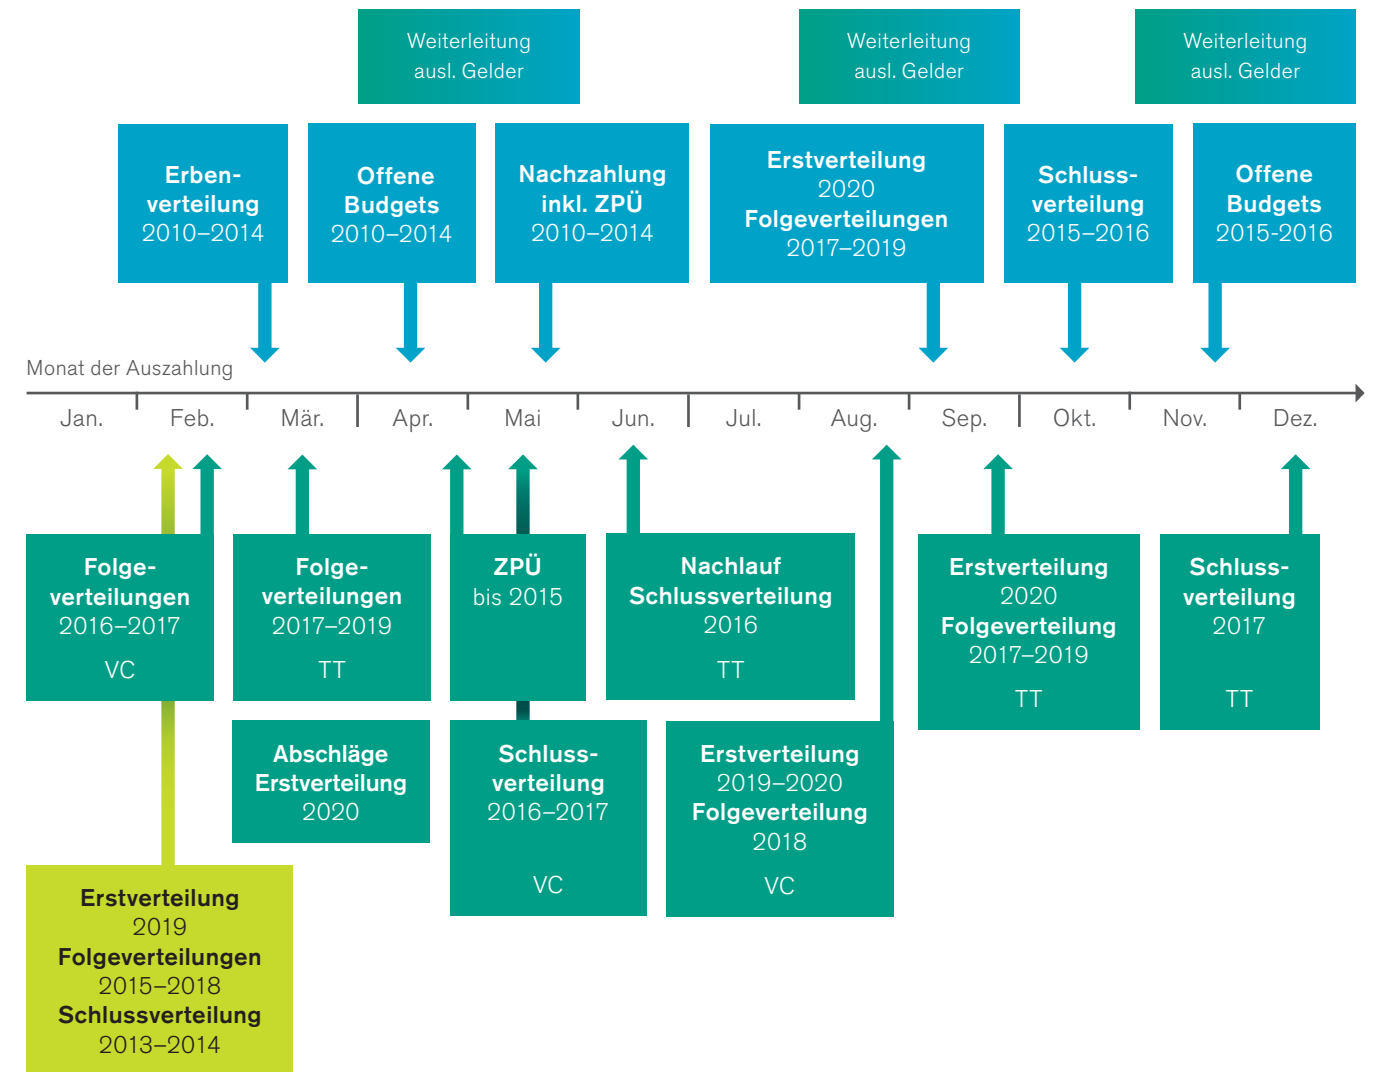 Weiterleitung
ausl. Gelder
Weiterleitung
ausl. Gelder
Weiterleitung
ausl. Gelder
Erben-
verteilung
2010–2014
Offene
Budgets
2010–2014
Nachzahlung
inkl. ZPÜ
2010–2014
Erstverteilung
2020
Folgeverteilungen
2017–2019
Schluss-
verteilung
2015–2016
Offene
Budgets
2015-2016
Monat der Auszahlung
Jan.
Feb.
Mär.
Apr.
Mai
Jun.
Jul.
Aug.
Sep.
Okt.
Nov.
Dez.
Folge-
verteilungen
2016–2017
VC
Folge-
verteilungen
2017–2019
TT
ZPÜ
bis 2015
Nachlauf
Schlussverteilung
2016
TT
Erstverteilung
2020
Folgeverteilung
2017–2019
TT
Schluss-
verteilung
2017
TT
Abschläge
Erstverteilung
2020
Schluss-
verteilung
2016–2017
VC
Erstverteilung
2019–2020
Folgeverteilung
2018
VC
Erstverteilung
2019
Folgeverteilungen
2015–2018
Schlussverteilung
2013–2014